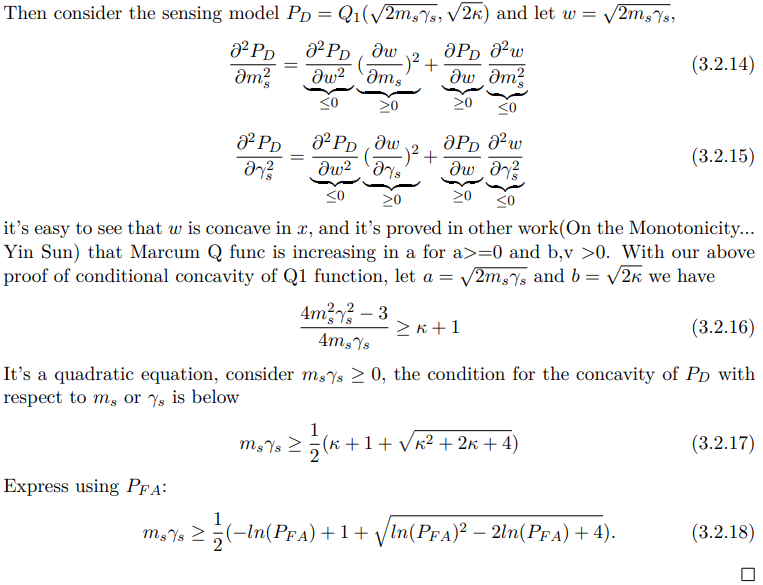 Then consider the sensing model $P_D = Q_1(\sqrt{2m_s\gamma_s}, \sqrt{2\kappa})$ and let $w = \sqrt{2m_s\gamma_s}$,
$\frac{\partial^2 P_D}{\partial m_s^2} = \underbrace{\frac{\partial^2 P_D}{\partial w^2}}_{\leq 0} \underbrace{(\frac{\partial w}{\partial m_s})^2}_{\geq 0} + \underbrace{\frac{\partial P_D}{\partial w}}_{\geq 0} \underbrace{\frac{\partial^2 w}{\partial m_s^2}}_{\leq 0}$ (3.2.14)
$\frac{\partial^2 P_D}{\partial \gamma_s^2} = \underbrace{\frac{\partial^2 P_D}{\partial w^2}}_{\leq 0} \underbrace{(\frac{\partial w}{\partial \gamma_s})^2}_{\geq 0} + \underbrace{\frac{\partial P_D}{\partial w}}_{\geq 0} \underbrace{\frac{\partial^2 w}{\partial \gamma_s^2}}_{\leq 0}$ (3.2.15)
it's easy to see that $w$ is concave in $x$, and it's proved in other work(On the Monotonicity...
Yin Sun) that Marcum Q func is increasing in a for a>=0 and b,v >0. With our above
proof of conditional concavity of Q1 function, let $a = \sqrt{2m_s\gamma_s}$ and $b = \sqrt{2\kappa}$ we have
$\frac{4m_s^2\gamma_s^2 - 3}{4m_s\gamma_s} \geq \kappa + 1$ (3.2.16)
It's a quadratic equation, consider $m_s\gamma_s \geq 0$, the condition for the concavity of $P_D$ with
respect to $m_s$ or $\gamma_s$ is below
$m_s\gamma_s \geq \frac{1}{2}(\kappa + 1 + \sqrt{\kappa^2 + 2\kappa + 4})$ (3.2.17)
Express using $P_{FA}$:
$m_s\gamma_s \geq \frac{1}{2}(-ln(P_{FA}) + 1 + \sqrt{ln(P_{FA})^2 - 2ln(P_{FA}) + 4}).$ (3.2.18)
□